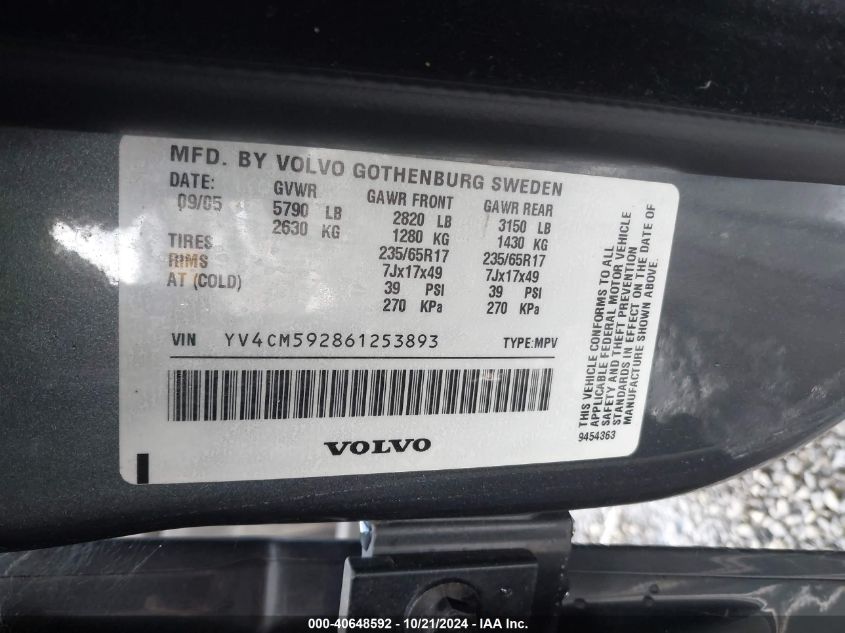 MFD. BY VOLVO GOTHENBURG SWEDEN
DATE: GVWR GAWR FRONT GAWR REAR
09/05 5790 LB 2820 LB 3150 LB
2630 KG 1280 KG 1430 KG
TIRES 235/65R17 235/65R17
RIMS 7Jx17x49 7Jx17x49
AT (COLD) 39 PSI 39 PSI
270 KPa 270 KPa
VIN YV4CM592861253893 TYPE:MPV
VOLVO
THIS VEHICLE CONFORMS TO ALL
APPLICABLE FEDERAL MOTOR VEHICLE
SAFETY AND THEFT PREVENTION
STANDARDS IN EFFECT ON THE DATE OF
MANUFACTURE SHOWN ABOVE.
9454363
000-40648592 - 10/21/2024 - IAA Inc.